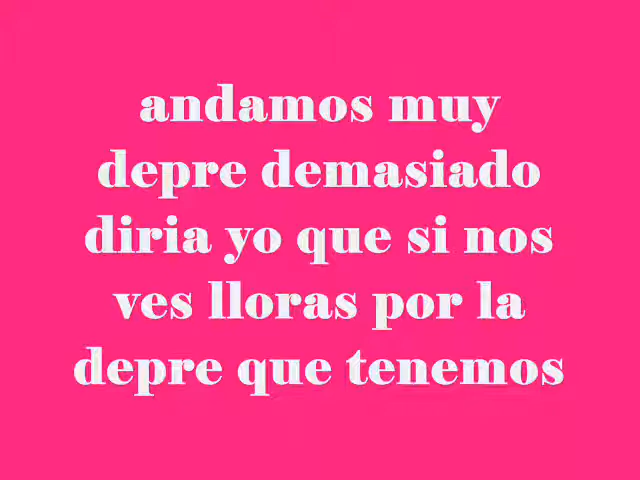 andamos muy
depre demasiado
diria yo que si nos
ves lloras por la
depre que tenemos